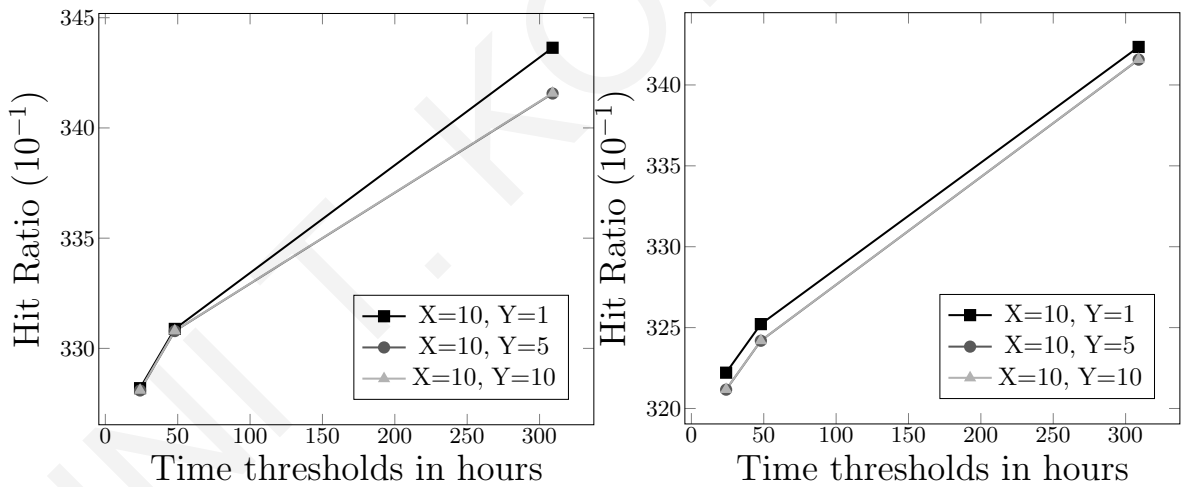 345
340
335
330
Hit Ratio (10−1)
0 50 100 150 200 250 300
Time thresholds in hours
X=10, Y=1
X=10, Y=5
X=10, Y=10
340
335
330
325
320
Hit Ratio (10−1)
0 50 100 150 200 250 300
Time thresholds in hours
X=10, Y=1
X=10, Y=5
X=10, Y=10